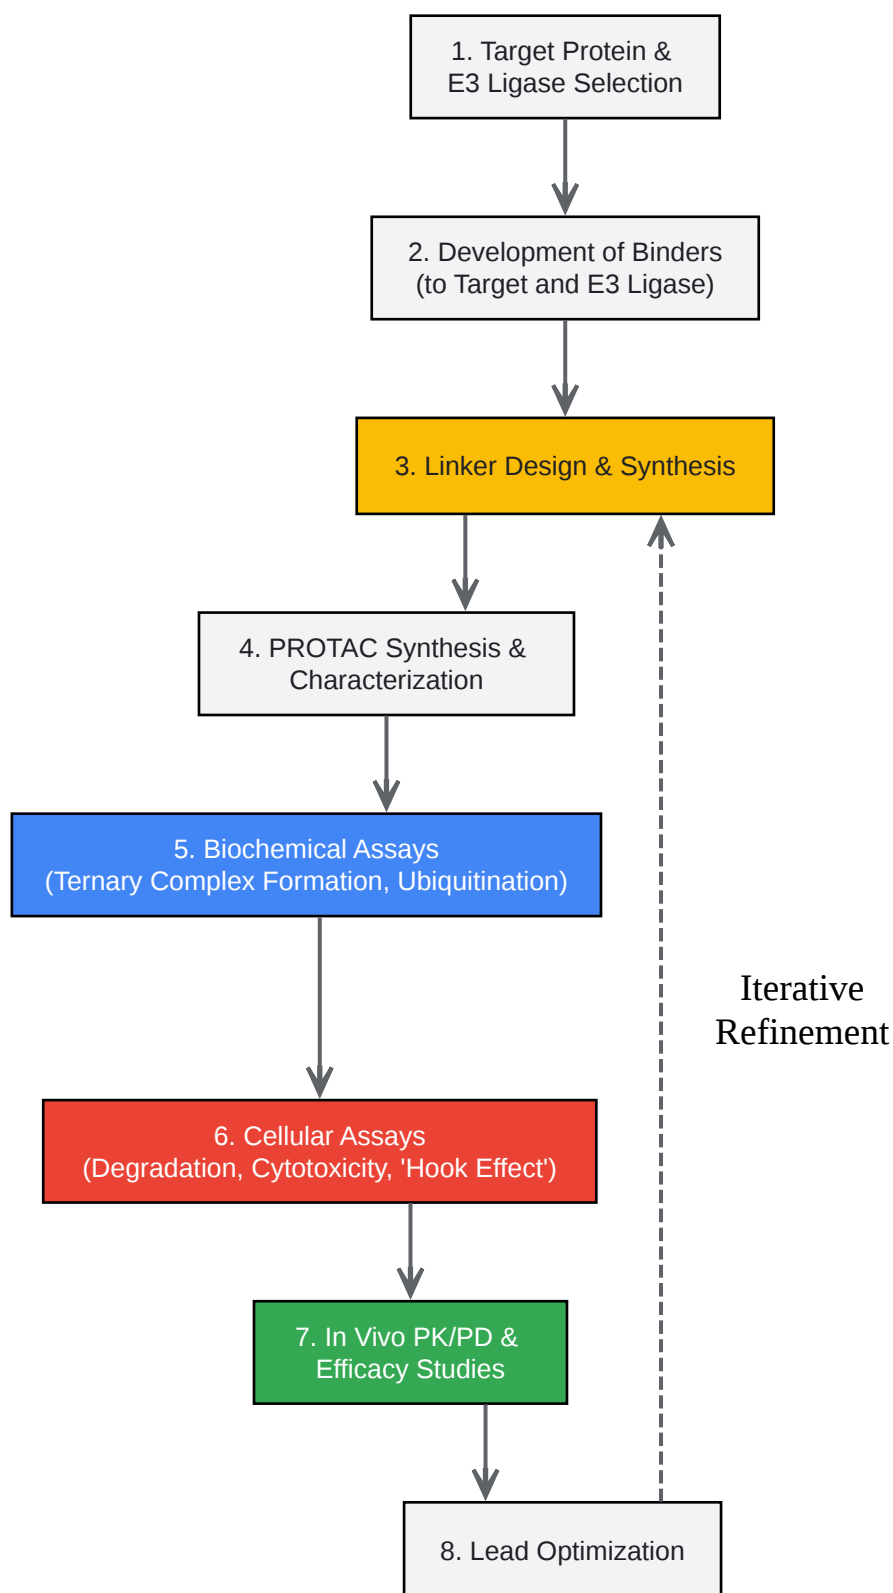 1. Target Protein &
E3 Ligase Selection
2. Development of Binders
(to Target and E3 Ligase)
3. Linker Design & Synthesis
4. PROTAC Synthesis &
Characterization
5. Biochemical Assays
(Ternary Complex Formation, Ubiquitination)
Iterative
Refinement
6. Cellular Assays
(Degradation, Cytotoxicity, 'Hook Effect')
7. In Vivo PK/PD &
Efficacy Studies
8. Lead Optimization